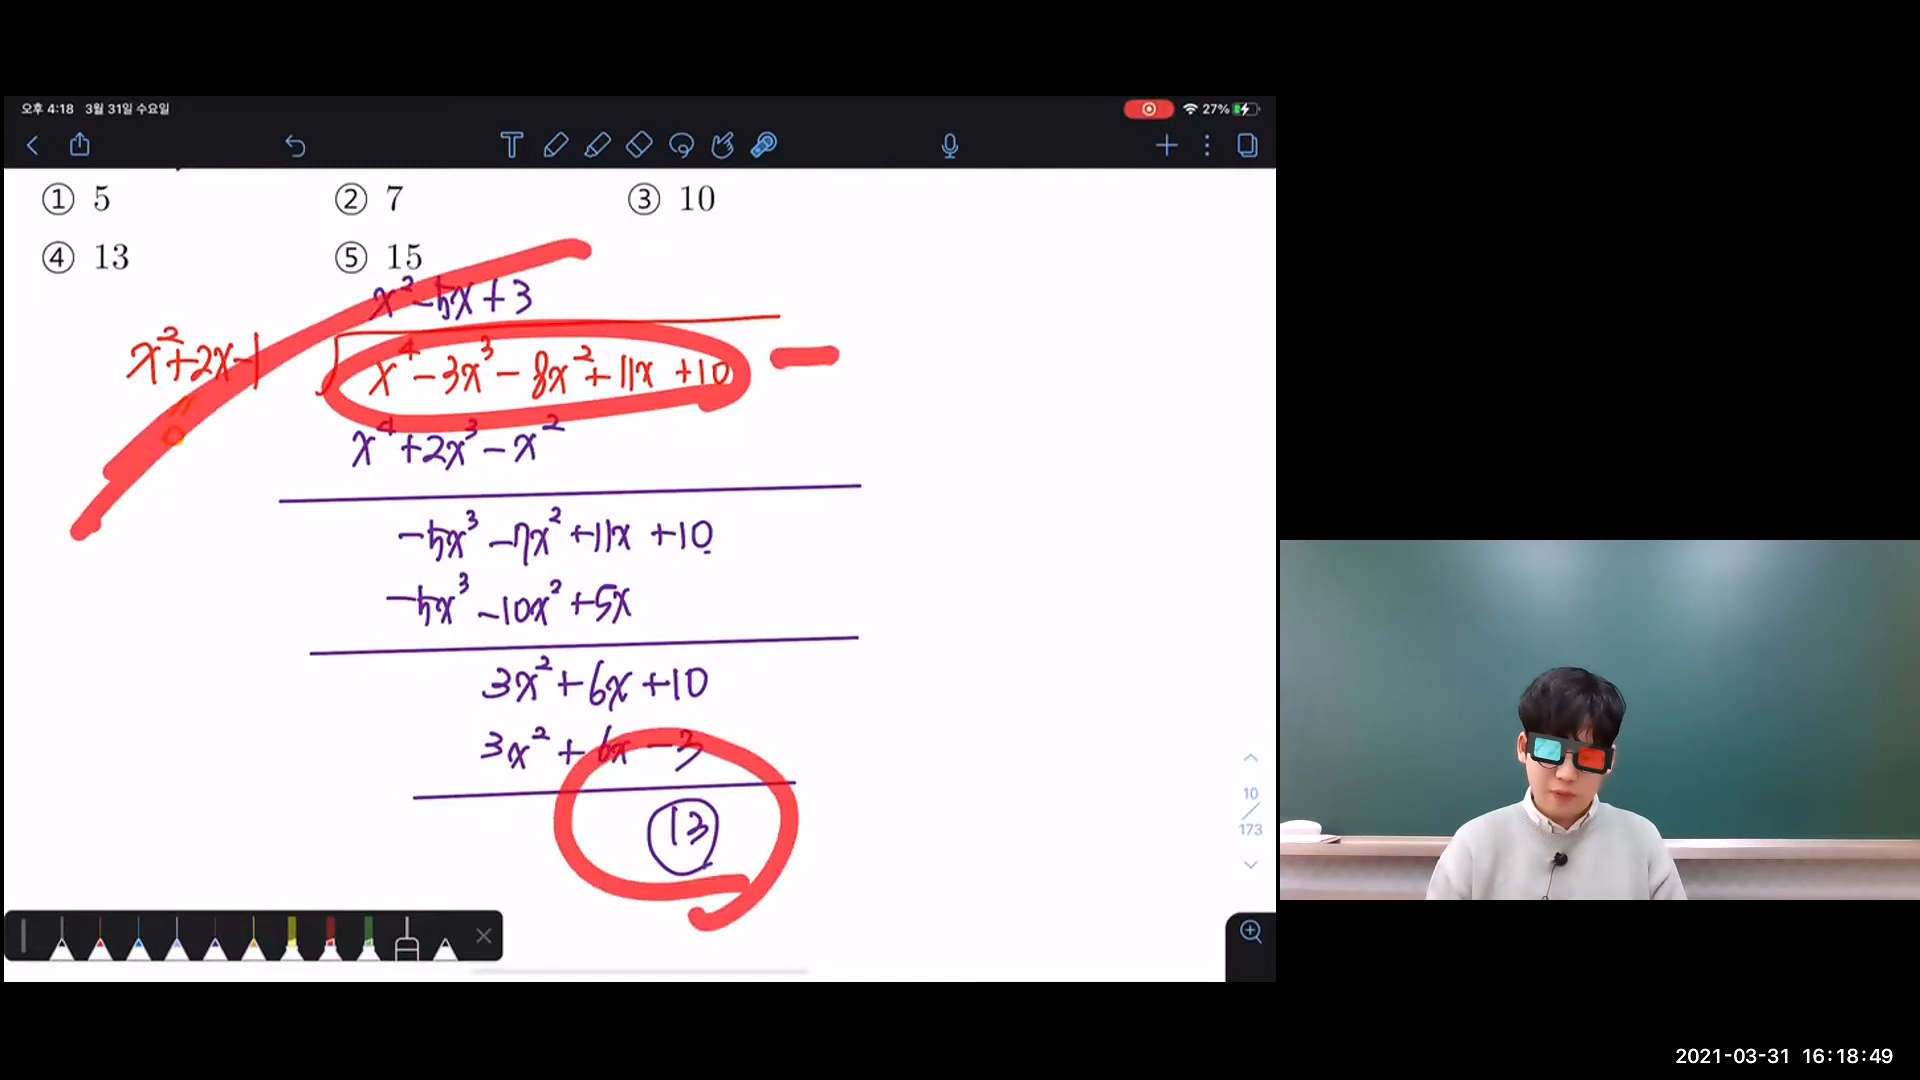 오후 4:18 3월 31일 수요일
27%
① 5 ② 7 ③ 10
④ 13 ⑤ 15
x² - 5x + 3
x² + 2x - 1
x⁴ - 3x³ - 8x² + 11x + 10
"
0
x⁴ + 2x³ - x²
-5x³ - 7x² + 11x + 10
-5x³ - 10x² + 5x
3x² + 6x + 10
3x² + 6x - 3
13
10
/
173
2021-03-31 16:18:49